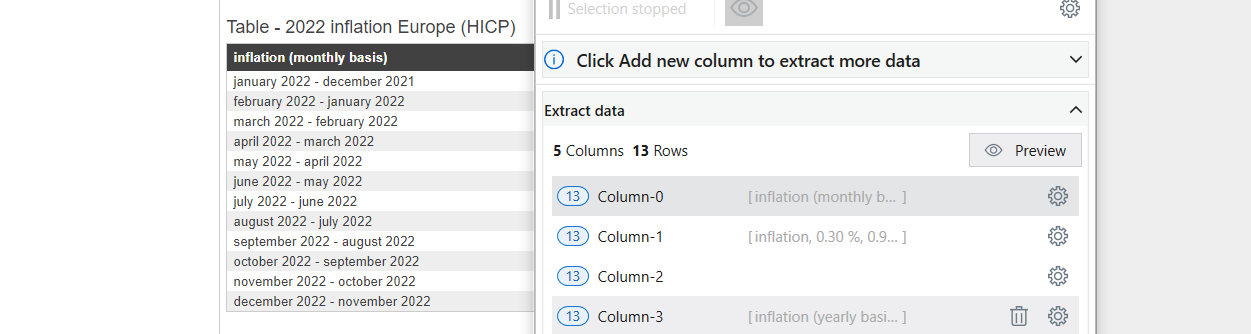 Selection stopped
Table - 2022 inflation Europe (HICP)
inflation (monthly basis)
january 2022 - december 2021
february 2022 - january 2022
march 2022 - february 2022
april 2022 - march 2022
may 2022 - april 2022
june 2022 - may 2022
july 2022 - june 2022
august 2022 - july 2022
september 2022 - august 2022
october 2022 - september 2022
november 2022 - october 2022
december 2022 - november 2022
Click Add new column to extract more data
Extract data
5 Columns 13 Rows
Preview
13 Column-0 [ inflation (monthly b... ]
13 Column-1 [ inflation, 0.30 %, 0.9... ]
13 Column-2
13 Column-3 [ inflation (yearly basi... ]